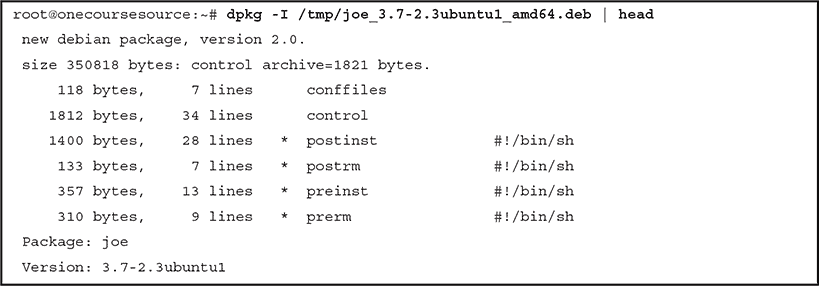 root@onecoursesource:~# dpkg -I /tmp/joe_3.7-2.3ubuntu1_amd64.deb | head
new debian package, version 2.0.
size 350818 bytes: control archive=1821 bytes.
118 bytes, 7 lines conffiles
1812 bytes, 34 lines control
1400 bytes, 28 lines * postinst #!/bin/sh
133 bytes, 7 lines * postrm #!/bin/sh
357 bytes, 13 lines * preinst #!/bin/sh
310 bytes, 9 lines * prerm #!/bin/sh
Package: joe
Version: 3.7-2.3ubuntu1